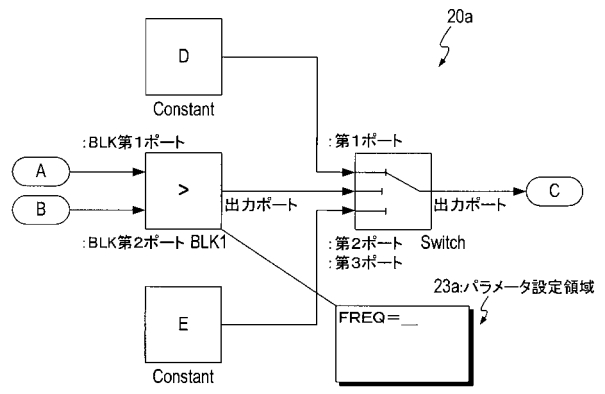 20a
D
Constant
:BLK第1ポート
:第1ポート
A
B
>
出力ポート
出力ポート
C
:BLK第2ポート BLK1
:第2ポート
:第3ポート
Switch
23a:パラメータ設定領域
E
Constant
FREQ=__